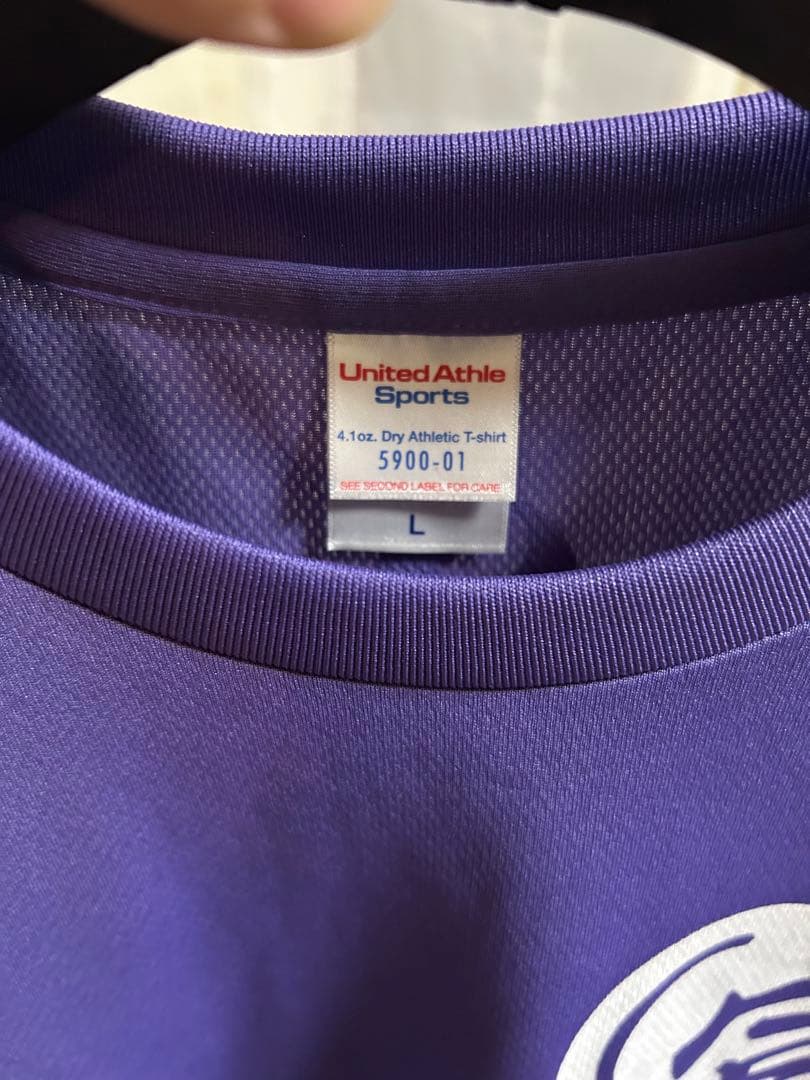 United Athle
Sports
4.1oz. Dry Athletic T-shirt
5900-01
SEE SECOND LABEL FOR CARE
L